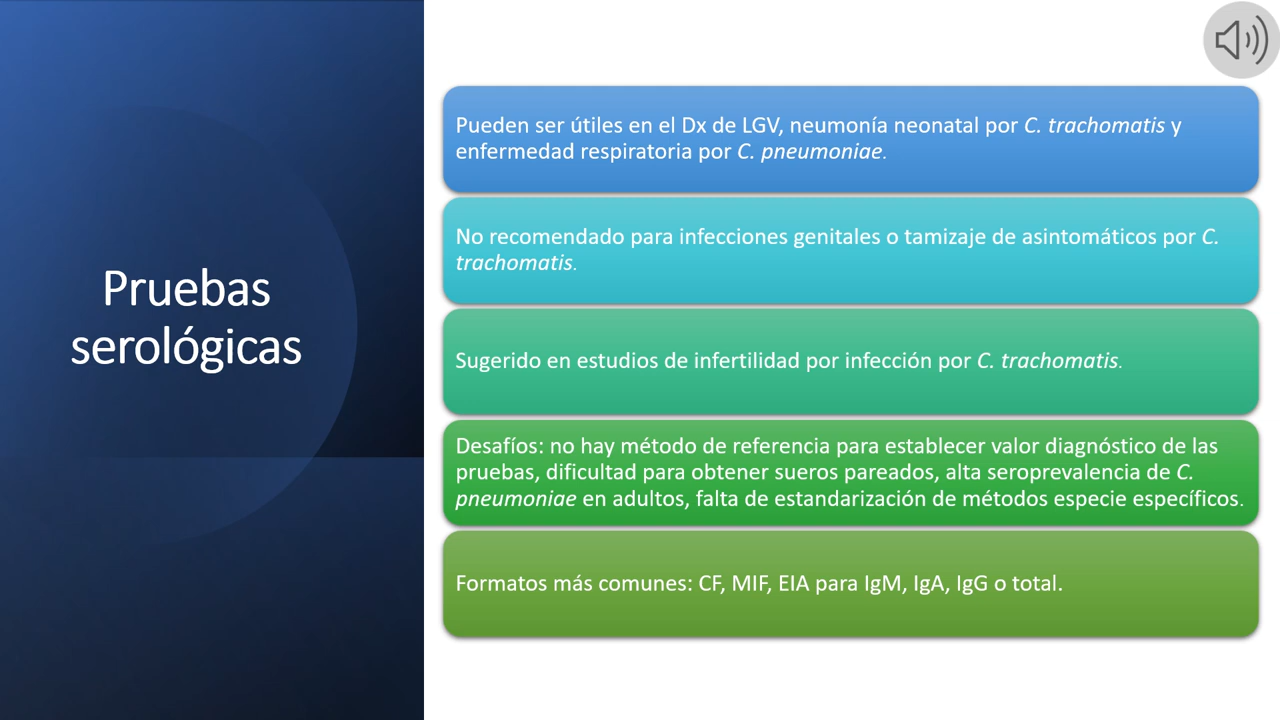 Pruebas
serológicas
Pueden ser útiles en el Dx de LGV, neumonía neonatal por C. trachomatis y
enfermedad respiratoria por C. pneumoniae.
No recomendado para infecciones genitales o tamizaje de asintomáticos por C.
trachomatis.
Sugerido en estudios de infertilidad por infección por C. trachomatis.
Desafíos: no hay método de referencia para establecer valor diagnóstico de las
pruebas, dificultad para obtener sueros pareados, alta seroprevalencia de C.
pneumoniae en adultos, falta de estandarización de métodos especie específicos.
Formatos más comunes: CF, MIF, EIA para IgM, IgA, IgG o total.